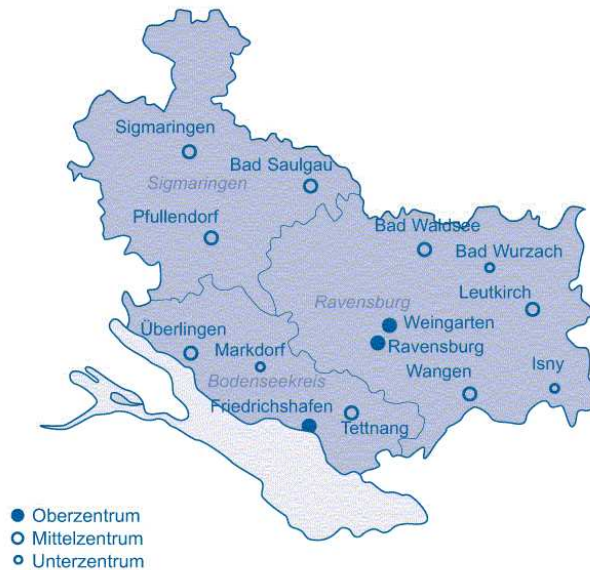 Sigmaringen
Bad Saulgau
Sigmaringen
Pfullendorf
Bad Waldsee
Bad Wurzach
Leutkirch
Ravensburg
Weingarten
Überlingen
Markdorf
Ravensburg
Isny
Wangen
Bodenseekreis
Friedrichshafen
Tettnang
Oberzentrum
Mittelzentrum
Unterzentrum